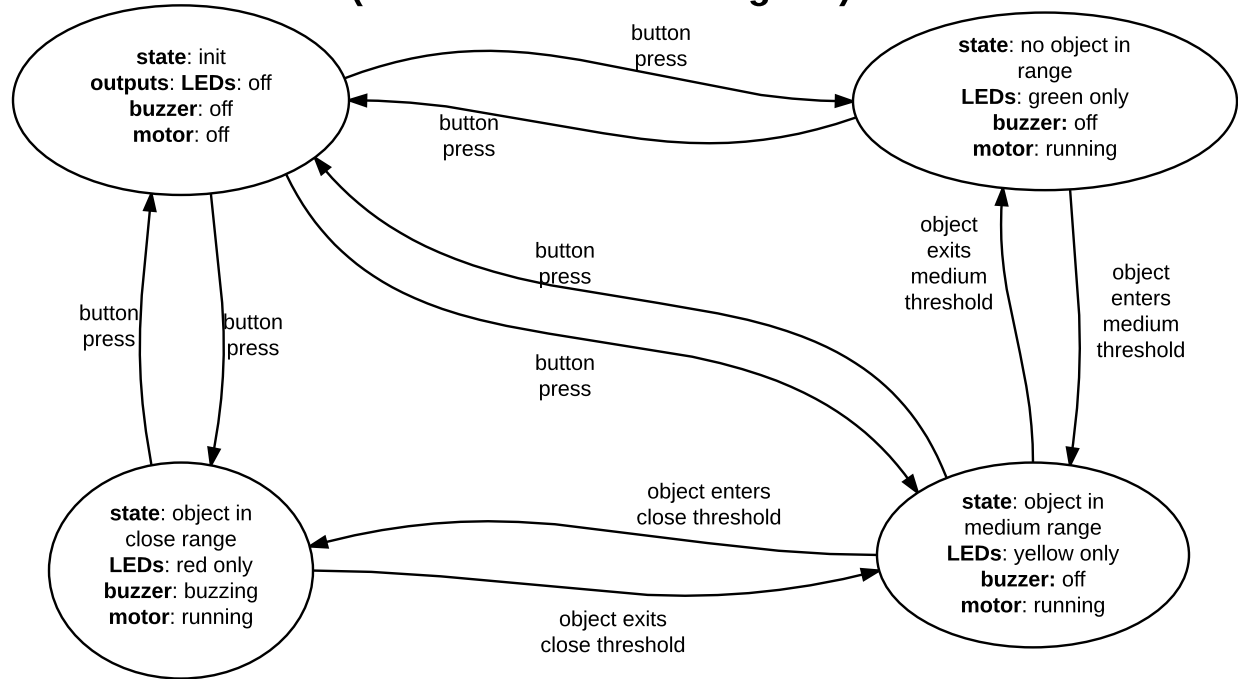 state: init
outputs: LEDs: off
buzzer: off
motor: off
button
press
state: no object in
range
LEDs: green only
buzzer: off
motor: running
button
press
object
exits
medium
threshold
object
enters
medium
threshold
button
press
button
press
button
press
button
press
object enters
close threshold
state: object in
close range
LEDs: red only
buzzer: buzzing
motor: running
state: object in
medium range
LEDs: yellow only
buzzer: off
motor: running
object exits
close threshold